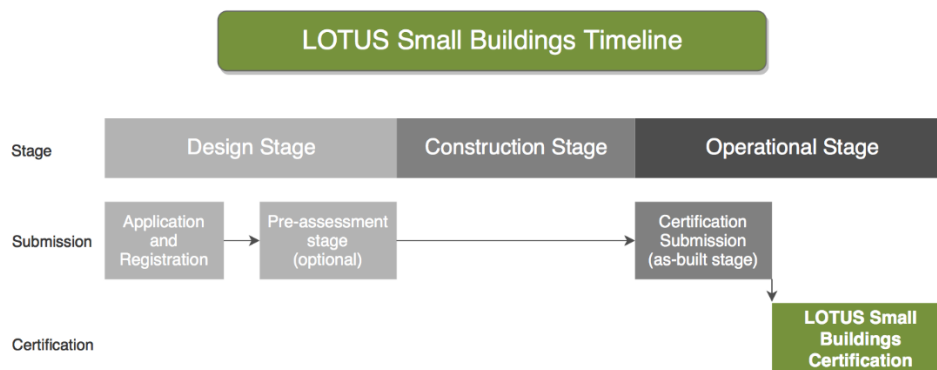 LOTUS Small Buildings Timeline
Stage
Design Stage
Construction Stage
Operational Stage
Submission
Application
and
Registration
Pre-assessment
stage
(optional)
Certification
Submission
(as-built stage)
Certification
LOTUS Small
Buildings
Certification